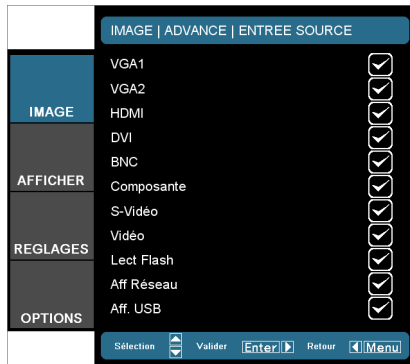 IMAGE | ADVANCE | ENTREE SOURCE
VGA1
VGA2
IMAGE
HDMI
DVI
BNC
AFFICHER
Composante
S-Vidéo
Vidéo
REGLAGES
Lect Flash
Aff Réseau
Aff. USB
OPTIONS
Sélection Valider Enter Retour Menu